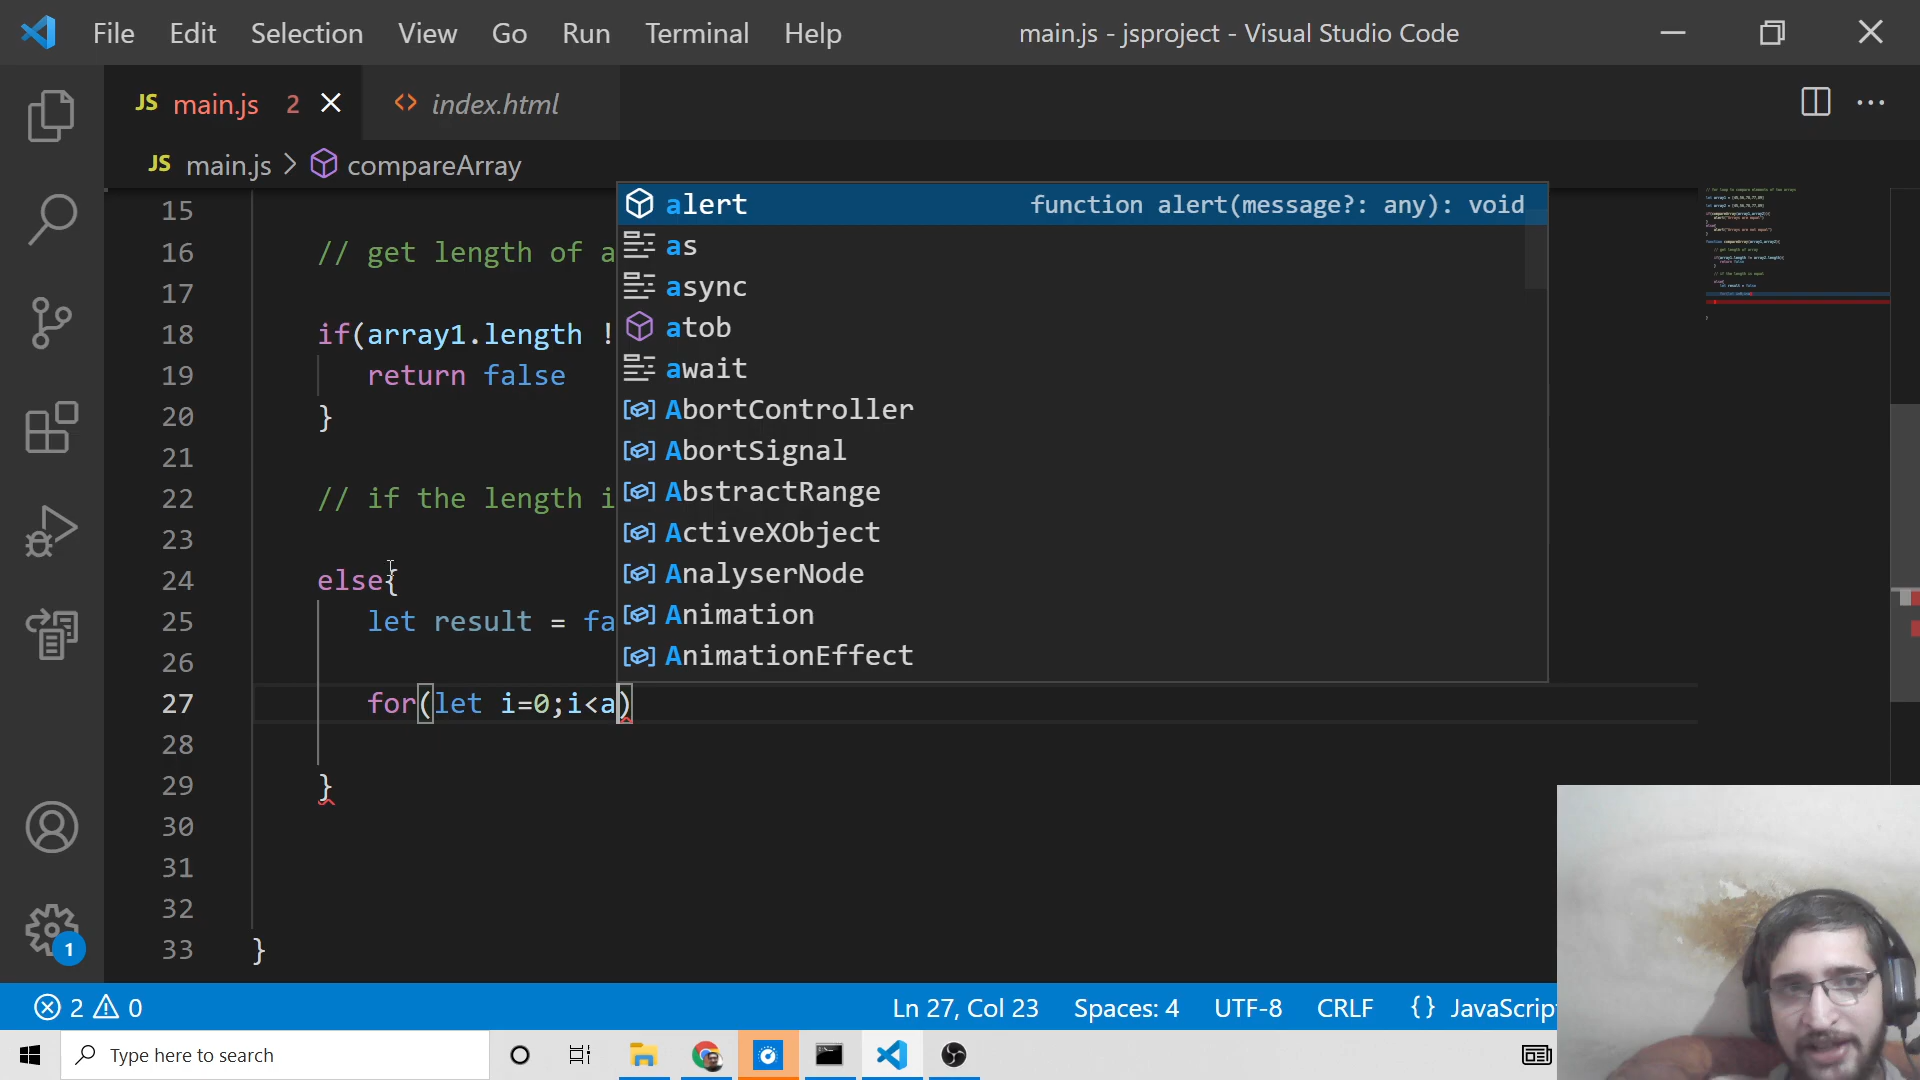 File Edit Selection View Go Run Terminal Help main.js - jsproject - Visual Studio Code
JS main.js 2 <> index.html
JS main.js > compareArray
15
16 // get length of a
17
18 if(array1.length !
19 return false
20 }
21
22 // if the length i
23
24 else{
25 let result = fa
26
27 for(let i=0;i<a)
28
29 }
30
31
32
33 }
alert function alert(message?: any): void
as
async
atob
await
AbortController
AbortSignal
AbstractRange
ActiveXObject
AnalyserNode
Animation
AnimationEffect
1
2 0 Ln 27, Col 23 Spaces: 4 UTF-8 CRLF {} JavaScrip
Type here to search